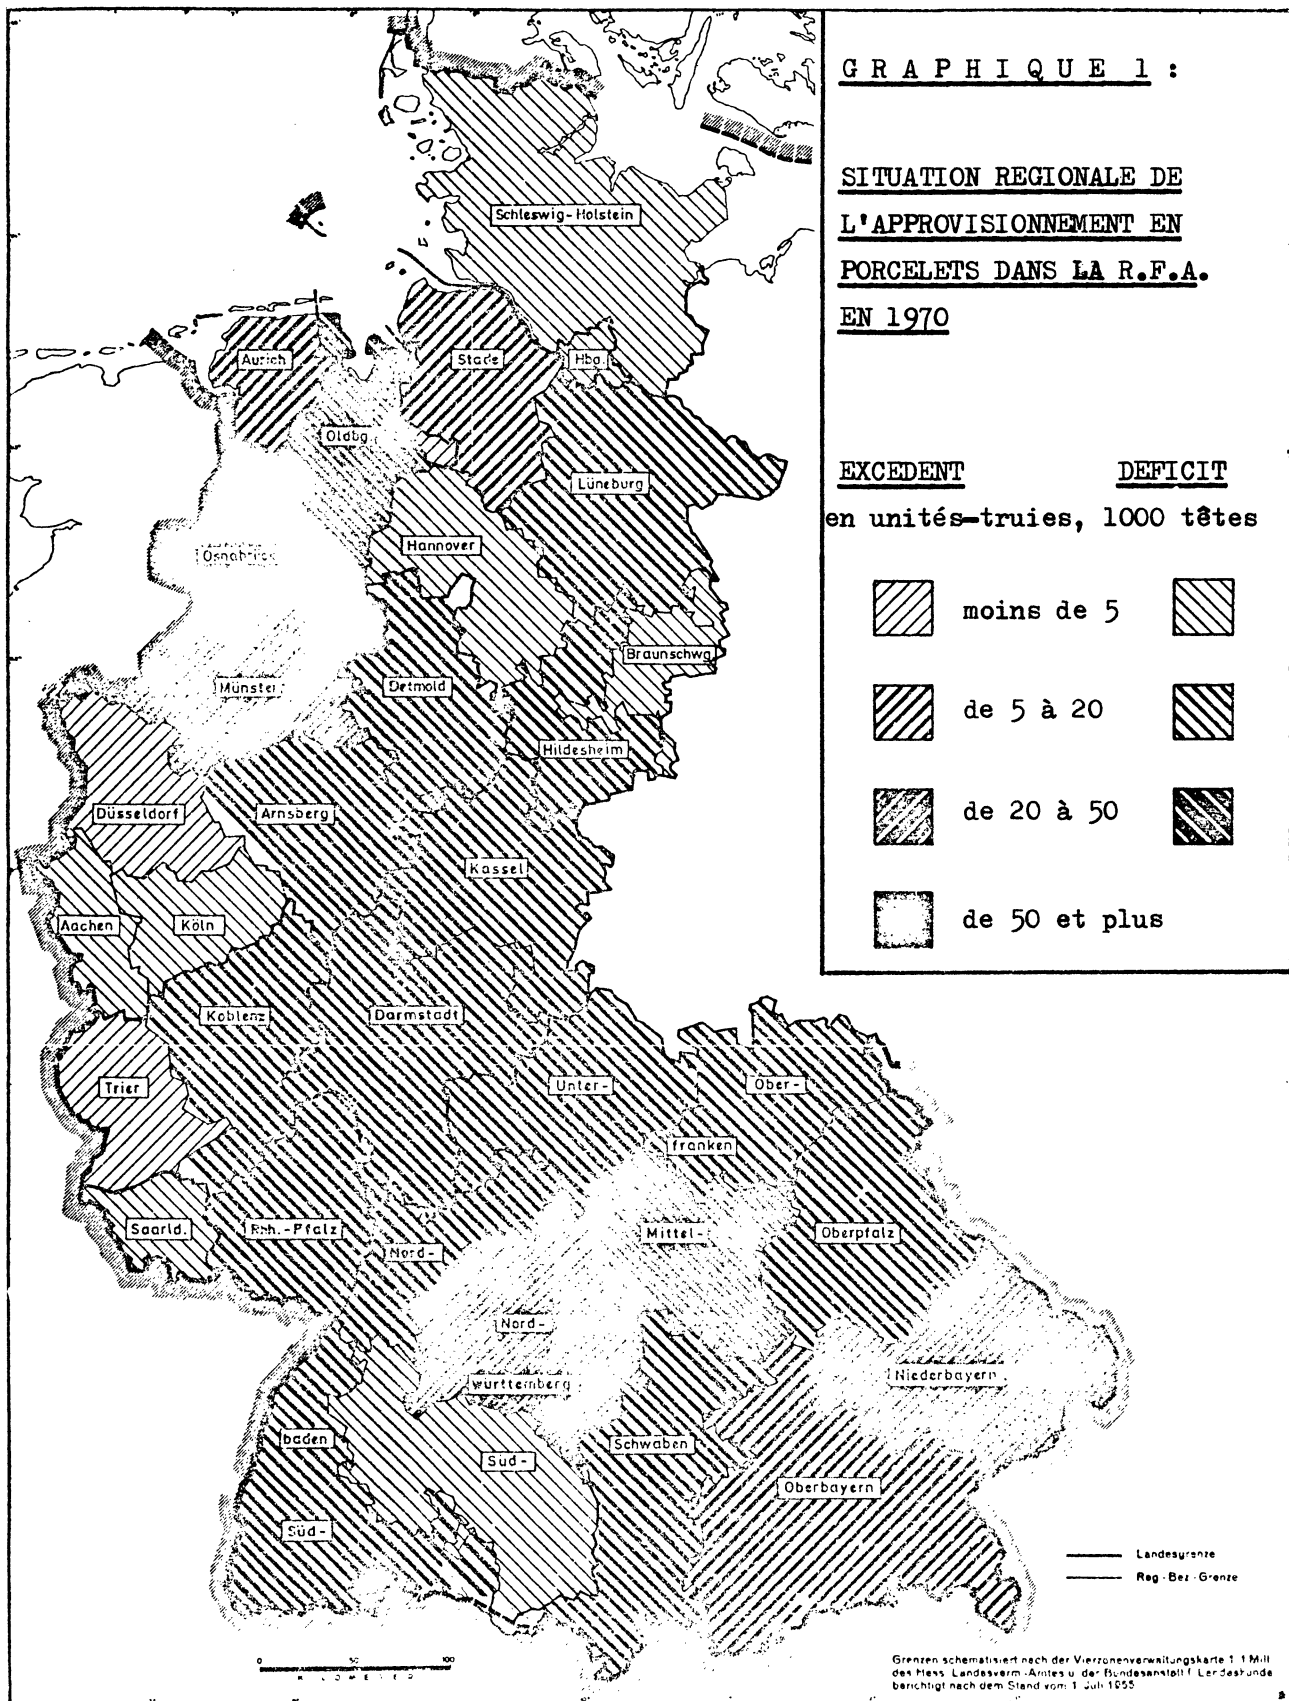 GRAPHIQUE 1 :
SITUATION REGIONALE DE
L'APPROVISIONNEMENT EN
PORCELETS DANS LA R.F.A.
EN 1970
EXCEDENT DEFICIT
en unités-truies, 1000 têtes
moins de 5
de 5 à 20
de 20 à 50
de 50 et plus
Schleswig-Holstein
Aurich
Stade
Hbg.
Oldbg.
Lüneburg
Hannover
Osnabrück
Braunschwg.
Münster
Detmold
Hildesheim
Düsseldorf
Arnsberg
Kassel
Aachen
Köln
Koblenz
Darmstadt
Trier
Unter-
Ober-
franken
Saarld.
Rhh.-Pfalz
Nord-
Mittel-
Oberpfalz
Nord-
württemberg
Niederbayern
baden
Süd-
Schwaben
Oberbayern
Süd-
Landesgrenze
Reg.-Bez.-Grenze
0 50 100
KILOMETER
Grenzen schematisiert nach der Vierzonenverwaltungskarte 1:1 Mill.
des Hess. Landesverm.-Amtes u. der Bundesanstalt f. Landeskunde
berichtigt nach dem Stand vom 1. Juli 1955